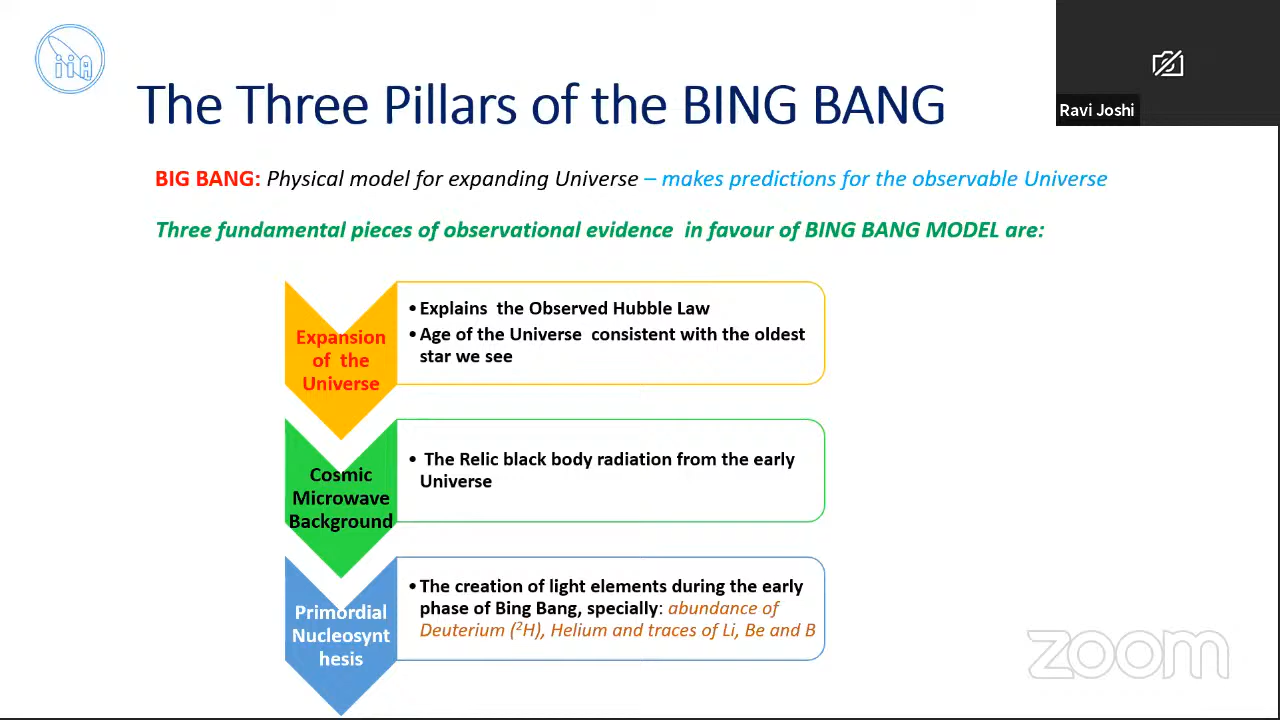 iiA
The Three Pillars of the BING BANG
Ravi Joshi
BIG BANG: Physical model for expanding Universe – makes predictions for the observable Universe
Three fundamental pieces of observational evidence in favour of BING BANG MODEL are:
Expansion
of the
Universe
• Explains the Observed Hubble Law
• Age of the Universe consistent with the oldest
star we see
Cosmic
Microwave
Background
• The Relic black body radiation from the early
Universe
Primordial
Nucleosynt
hesis
• The creation of light elements during the early
phase of Bing Bang, specially: abundance of
Deuterium (²H), Helium and traces of Li, Be and B
zoom